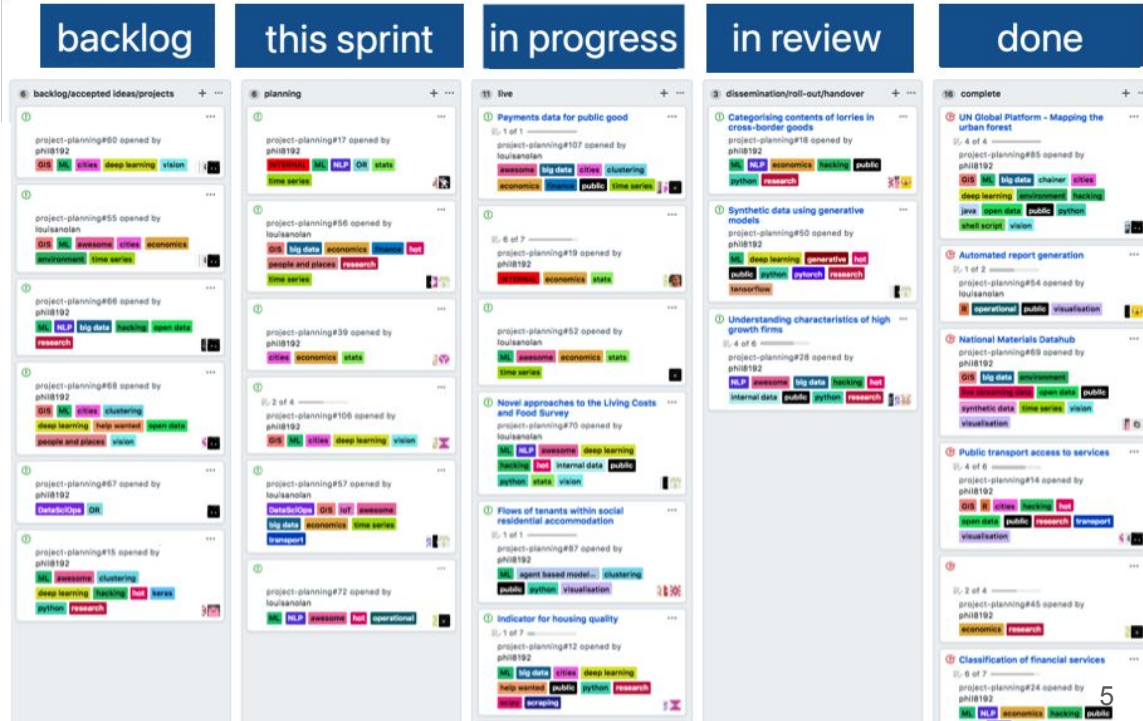 backlog
this sprint
in progress
in review
done
6 backlog/accepted ideas/projects + ...
project-planning#60 opened by
phil8192
GIS ML cities deep learning vision
project-planning#55 opened by
louisanolan
GIS ML awesome cities economics
environment time series
project-planning#66 opened by
phil8192
ML NLP big data hacking open data
research
project-planning#68 opened by
phil8192
GIS ML cities clustering
deep learning help wanted open data
people and places vision
project-planning#67 opened by
phil8192
DataSciOps OR
project-planning#15 opened by
phil8192
ML awesome clustering
deep learning hacking hot keras
python research
6 planning + ...
project-planning#17 opened by
phil8192
INTERNAL ML NLP OR stats
time series
project-planning#56 opened by
louisanolan
GIS big data economics finance hot
people and places research
time series
project-planning#39 opened by
phil8192
cities economics stats
2 of 4
project-planning#106 opened by
phil8192
GIS ML cities deep learning vision
project-planning#57 opened by
louisanolan
DataSciOps GIS IoT awesome
big data economics time series
transport
project-planning#72 opened by
louisanolan
ML NLP awesome hot operational
11 live + ...
Payments data for public good
1 of 1
project-planning#107 opened by
louisanolan
awesome big data cities clustering
economics finance public time series
6 of 7
project-planning#19 opened by
phil8192
INTERNAL economics stats
project-planning#52 opened by
phil8192
ML awesome economics stats
time series
Novel approaches to the Living Costs
and Food Survey
project-planning#70 opened by
louisanolan
ML NLP awesome deep learning
hacking hot internal data public
python stats vision
Flows of tenants within social
residential accommodation
1 of 1
project-planning#87 opened by
phil8192
ML agent based model... clustering
public python visualisation
Indicator for housing quality
1 of 7
project-planning#12 opened by
phil8192
ML big data cities deep learning
help wanted public python research
scipy scraping
3 dissemination/roll-out/handover + ...
Categorising contents of lorries in
cross-border goods
project-planning#18 opened by
phil8192
ML NLP economics hacking public
python research
Synthetic data using generative
models
project-planning#50 opened by
phil8192
ML deep learning generative hot
public python pytorch research
tensorflow
Understanding characteristics of high
growth firms
4 of 6
project-planning#28 opened by
phil8192
NLP awesome big data hacking hot
internal data public python research
16 complete +
UN Global Platform - Mapping the
urban forest
4 of 4
project-planning#85 opened by
phil8192
GIS ML big data chainer cities
deep learning environment hacking
java open data public python
shell script vision
Automated report generation
1 of 2
project-planning#54 opened by
louisanolan
R operational public visualisation
National Materials Datahub
project-planning#69 opened by
phil8192
GIS big data environment
live streaming data open data public
synthetic data time series vision
visualisation
Public transport access to services
4 of 6
project-planning#14 opened by
phil8192
GIS R cities hacking hot
open data public research transport
visualisation
2 of 4
project-planning#45 opened by
phil8192
economics research
Classification of financial services
6 of 7
project-planning#24 opened by
phil8192
ML NLP economics hacking public
5